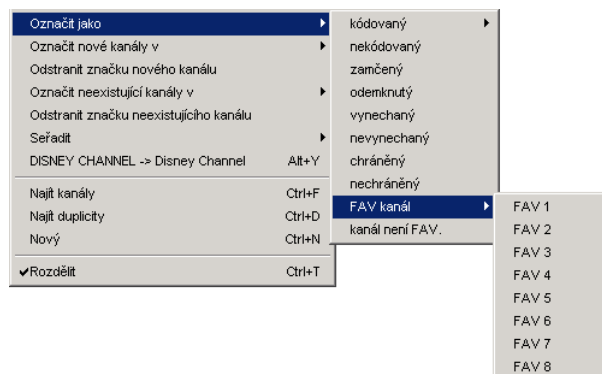 Označit jako
Označit nové kanály v
Odstranit značku nového kanálu
Označit neexistující kanály v
Odstranit značku neexistujícího kanálu
Seřadit
DISNEY CHANNEL -> Disney Channel Alt+Y
Najít kanály Ctrl+F
Najít duplicity Ctrl+D
Nový Ctrl+N
Rozdělit Ctrl+T
kódovaný
nekódovaný
zamčený
odemknutý
vynechaný
nevynechaný
chráněný
nechráněný
FAV kanál
kanál není FAV.
FAV 1
FAV 2
FAV 3
FAV 4
FAV 5
FAV 6
FAV 7
FAV 8